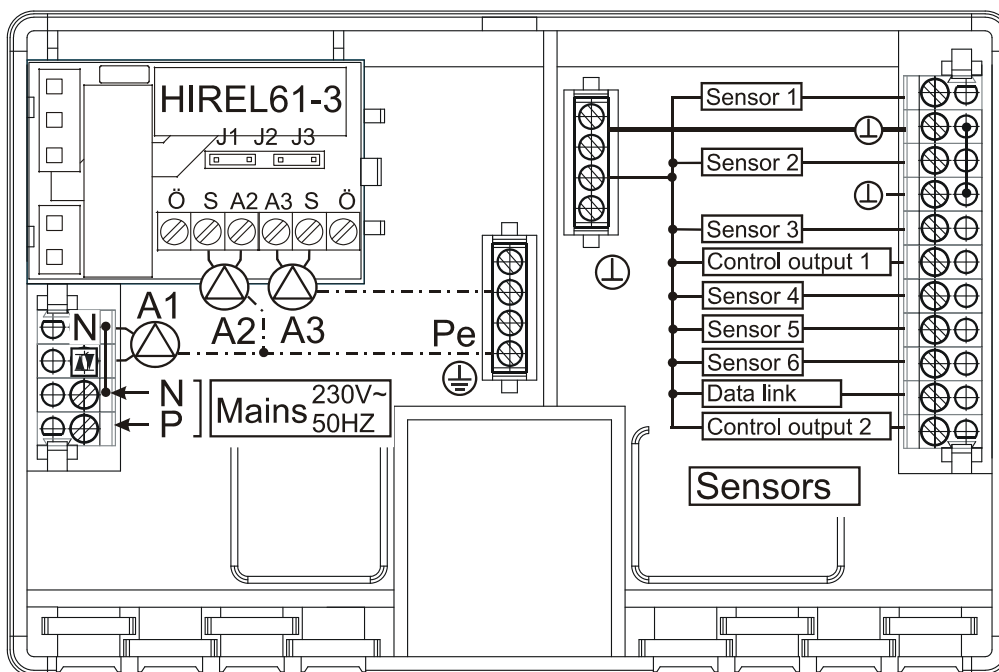 HIREL61-3
J1 J2 J3
Ö S A2 A3 S Ö
A1
A2 A3
N
N
P
Mains 230V~
50HZ
Pe
Sensor 1
Sensor 2
Sensor 3
Control output 1
Sensor 4
Sensor 5
Sensor 6
Data link
Control output 2
Sensors